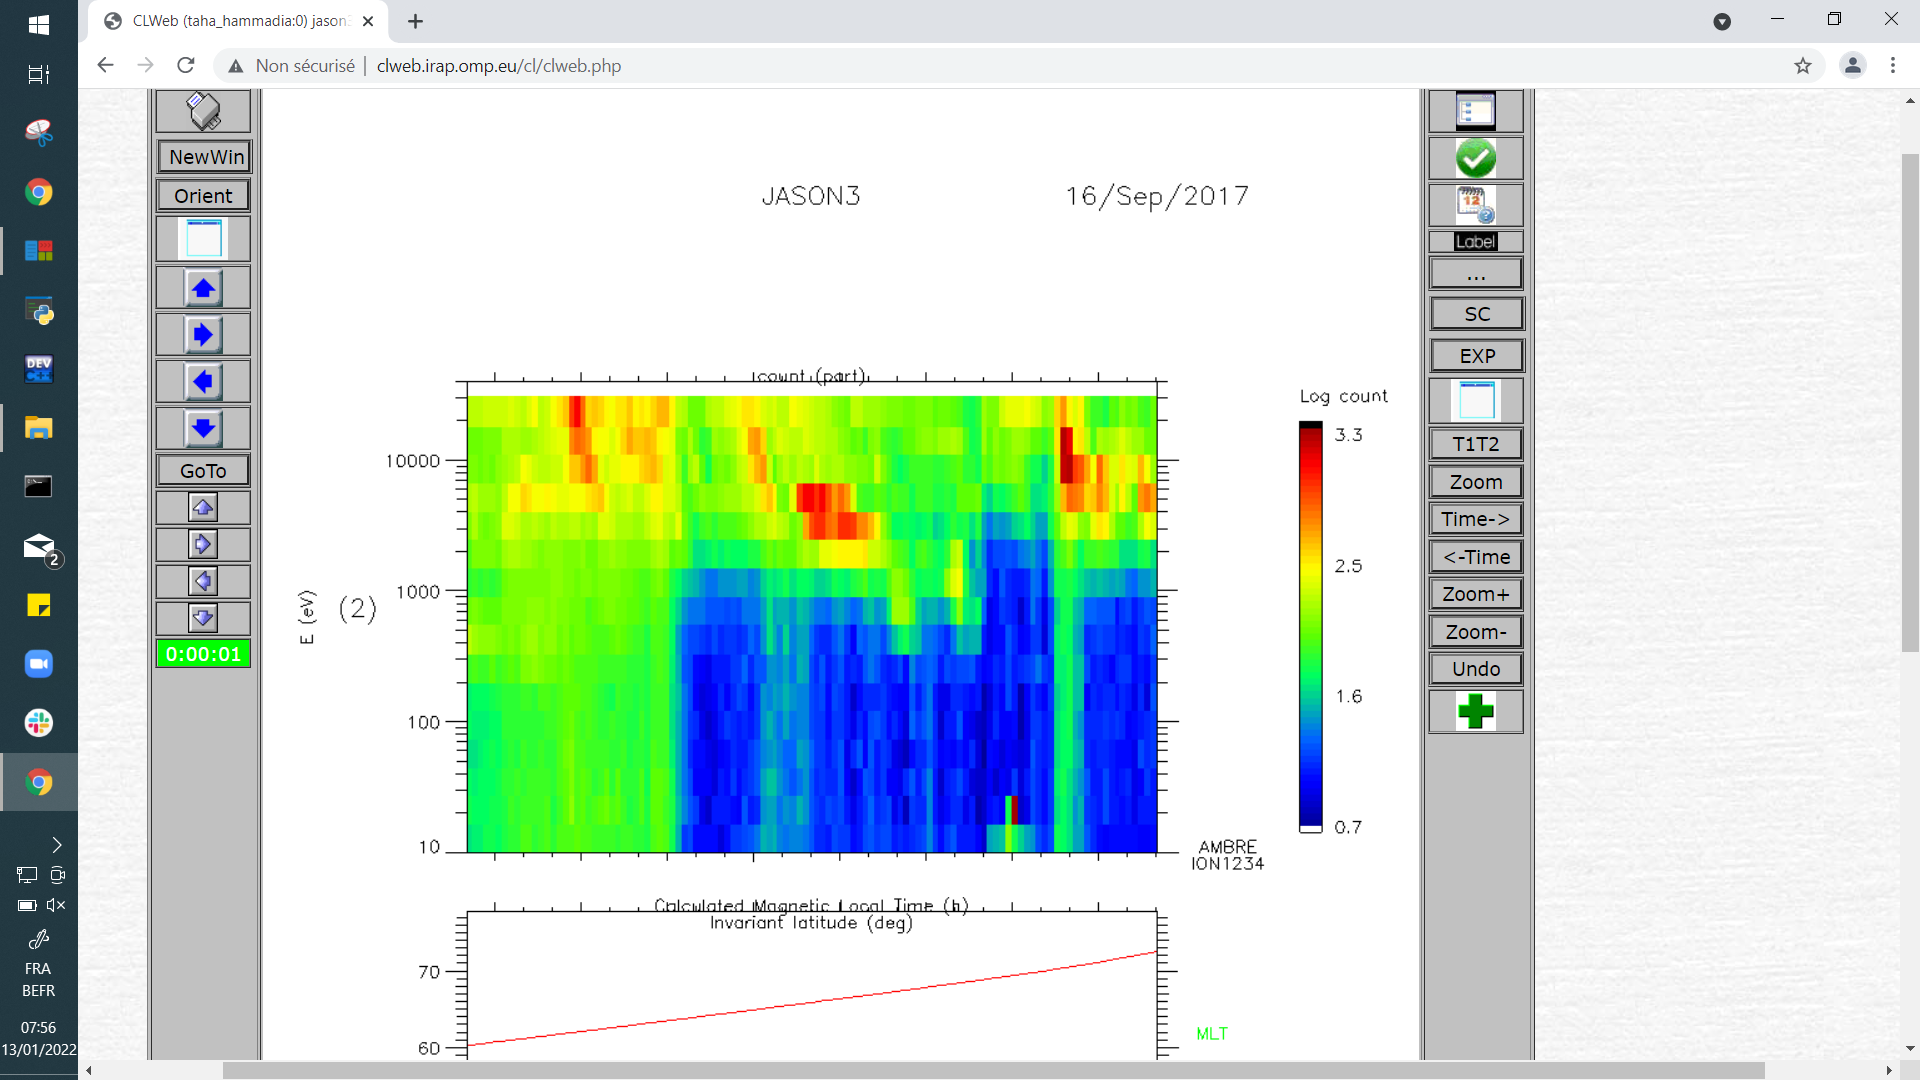 CLWeb (taha_hammadia:0) jason3
Non sécurisé | clweb.irap.omp.eu/cl/clweb.php
NewWin
Orient
GoTo
0:00:01
JASON3 16/Sep/2017
count (part)
10000
1000
100
10
E (eV)
(2)
Log count
3.3
2.5
1.6
0.7
AMBRE
ION1234
Calculated Magnetic Local Time (h)
Invariant latitude (deg)
70
60
MLT
12
Label
...
SC
EXP
T1T2
Zoom
Time->
<-Time
Zoom+
Zoom-
Undo
DEV
C++
2
FRA
BEFR
07:56
13/01/2022